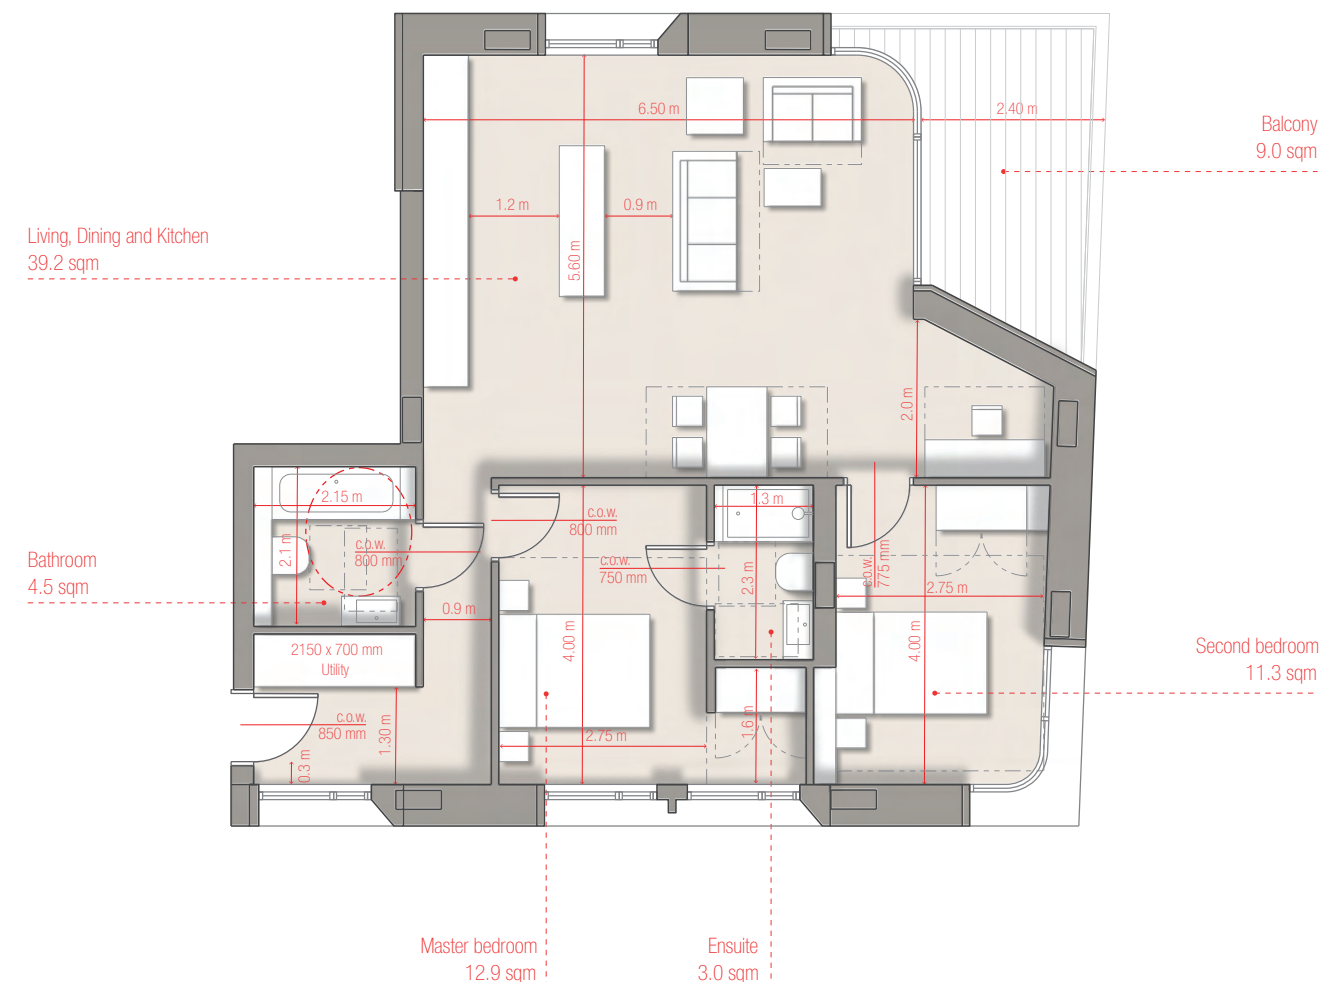 6.50 m
2.40 m
Balcony
9.0 sqm
1.2 m
0.9 m
5.60 m
Living, Dining and Kitchen
39.2 sqm
2.0 m
2.15 m
2.1 m
c.o.w.
800 mm
c.o.w.
800 mm
1.3 m
c.o.w.
750 mm
2.3 m
c.o.w.
775 mm
2.75 m
Bathroom
4.5 sqm
0.9 m
4.00 m
4.00 m
2150 x 700 mm
Utility
Second bedroom
11.3 sqm
c.o.w.
850 mm
1.30 m
0.3 m
2.75 m
1.6 m
Master bedroom
12.9 sqm
Ensuite
3.0 sqm